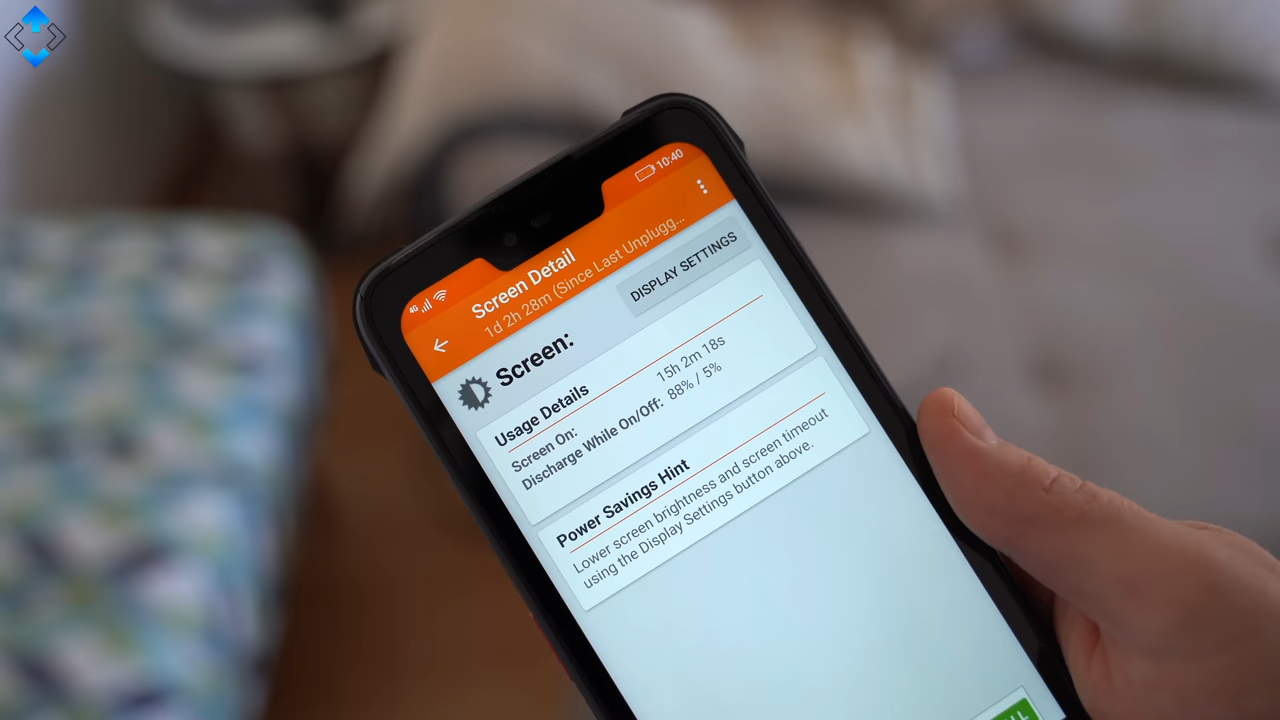 4G
10:40
Screen Detail
1d 2h 28m (Since Last Unplugg...
Screen:
DISPLAY SETTINGS
Usage Details
Screen On: 15h 2m 18s
Discharge While On/Off: 88% / 5%
Power Savings Hint
Lower screen brightness and screen timeout
using the Display Settings button above.